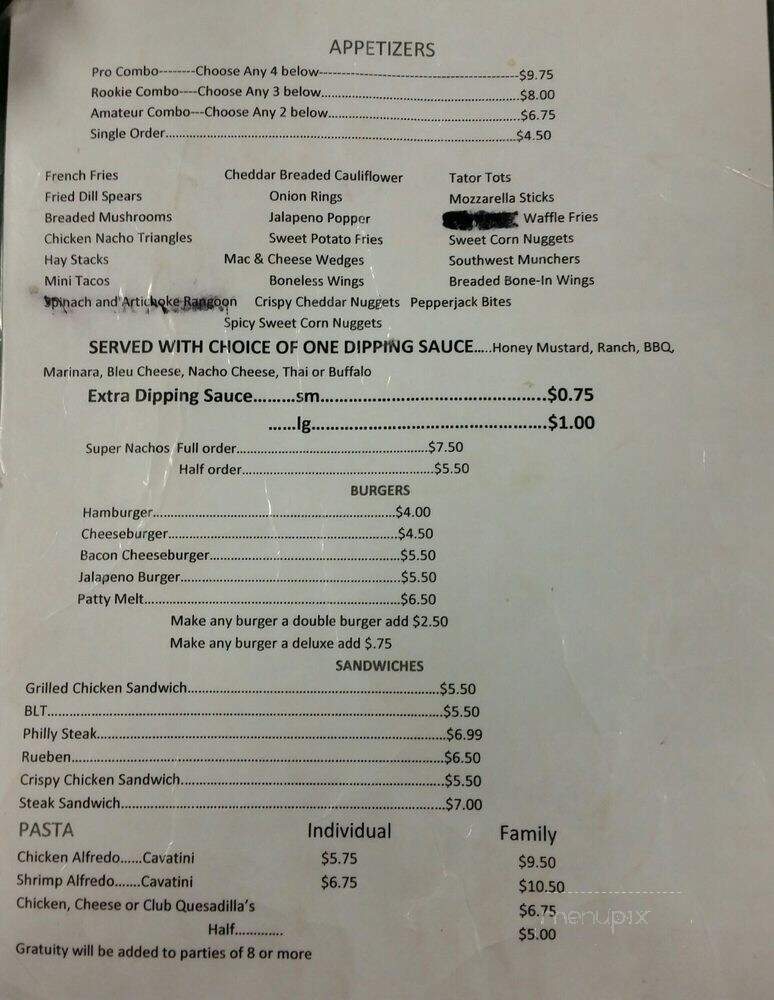 APPETIZERS
Pro Combo--------Choose Any 4 below--------------------------------------------------$9.75
Rookie Combo----Choose Any 3 below..................................................$8.00
Amateur Combo---Choose Any 2 below................................................$6.75
Single Order....................................................................................$4.50
French Fries Cheddar Breaded Cauliflower Tator Tots
Fried Dill Spears Onion Rings Mozzarella Sticks
Breaded Mushrooms Jalapeno Popper Waffle Fries
Chicken Nacho Triangles Sweet Potato Fries Sweet Corn Nuggets
Hay Stacks Mac & Cheese Wedges Southwest Munchers
Mini Tacos Boneless Wings Breaded Bone-In Wings
Spinach and Artichoke Rangoon Crispy Cheddar Nuggets Pepperjack Bites
Spicy Sweet Corn Nuggets
SERVED WITH CHOICE OF ONE DIPPING SAUCE.....Honey Mustard, Ranch, BBQ,
Marinara, Bleu Cheese, Nacho Cheese, Thai or Buffalo
Extra Dipping Sauce.........sm................................................$0.75
......lg..................................................$1.00
Super Nachos Full order................................................$7.50
Half order................................................$5.50
BURGERS
Hamburger............................................................$4.00
Cheeseburger.........................................................$4.50
Bacon Cheeseburger...............................................$5.50
Jalapeno Burger......................................................$5.50
Patty Melt...............................................................$6.50
Make any burger a double burger add $2.50
Make any burger a deluxe add $.75
SANDWICHES
Grilled Chicken Sandwich...............................................................$5.50
BLT..................................................................................................$5.50
Philly Steak.......................................................................................$6.99
Rueben.............................................................................................$6.50
Crispy Chicken Sandwich.................................................................$5.50
Steak Sandwich................................................................................$7.00
PASTA Individual Family
Chicken Alfredo......Cavatini $5.75 $9.50
Shrimp Alfredo.......Cavatini $6.75 $10.50
Chicken, Cheese or Club Quesadilla's $6.75
menupix
Half............. $5.00
Gratuity will be added to parties of 8 or more